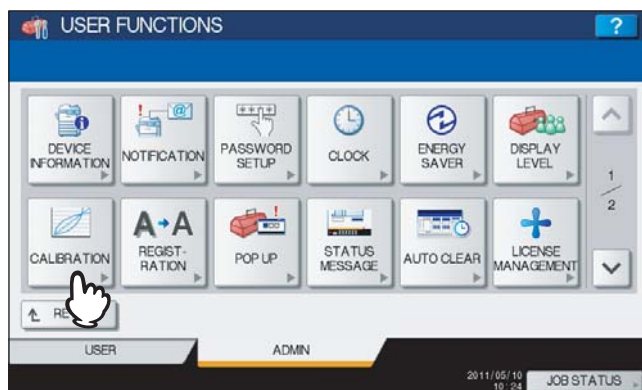 USER FUNCTIONS
?
DEVICE
INFORMATION
NOTIFICATION
PASSWORD
SETUP
CLOCK
ENERGY
SAVER
DISPLAY
LEVEL
1
2
CALIBRATION
A→A
REGIST-
RATION
POP UP
STATUS
MESSAGE
AUTO CLEAR
LICENSE
MANAGEMENT
USER
ADMIN
2011/05/10
10:24
JOB STATUS